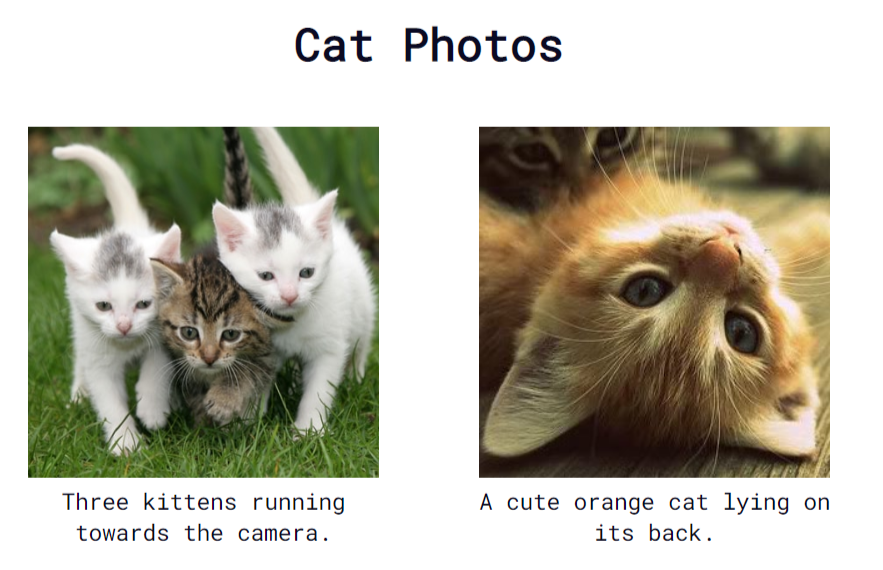 Cat Photos
Three kittens running
towards the camera.
A cute orange cat lying on
its back.